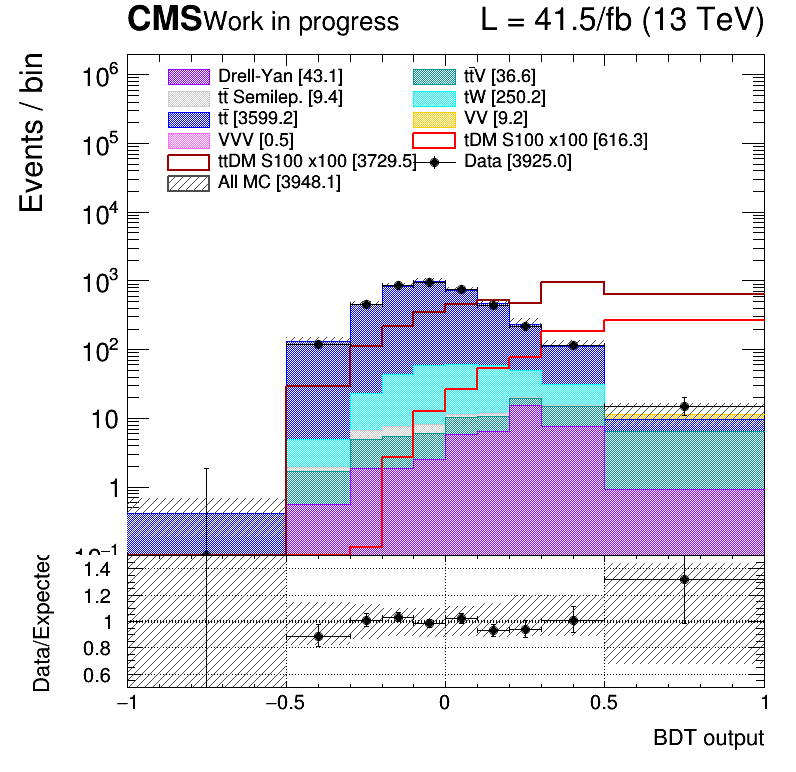 CMS Work in progress L = 41.5/fb (13 TeV)
Events / bin
10⁶
10⁵
10⁴
10³
10²
10
1
10⁻¹
Drell-Yan [43.1] tt̄V [36.6]
tt̄ Semilep. [9.4] tW [250.2]
tt̄ [3599.2] VV [9.2]
VVV [0.5] tDM S100 x100 [616.3]
ttDM S100 x100 [3729.5] Data [3925.0]
All MC [3948.1]
Data/Expected
1.4
1.2
1
0.8
0.6
−1 −0.5 0 0.5 1
BDT output